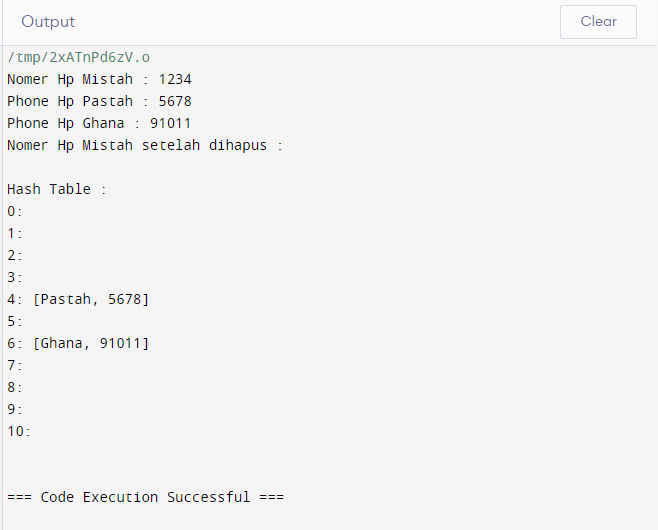 Output
Clear
/tmp/2xATnPd6zV.o
Nomer Hp Mistah : 1234
Phone Hp Pastah : 5678
Phone Hp Ghana : 91011
Nomer Hp Mistah setelah dihapus :
Hash Table :
0:
1:
2:
3:
4: [Pastah, 5678]
5:
6: [Ghana, 91011]
7:
8:
9:
10:
=== Code Execution Successful ===